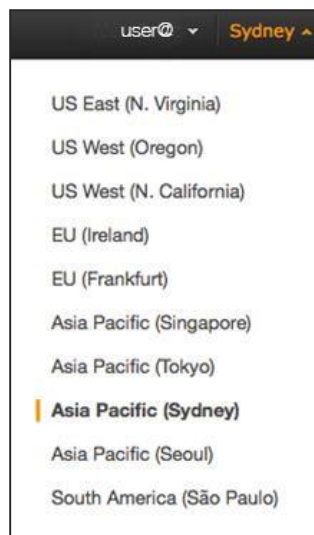 user@ Sydney
US East (N. Virginia)
US West (Oregon)
US West (N. California)
EU (Ireland)
EU (Frankfurt)
Asia Pacific (Singapore)
Asia Pacific (Tokyo)
Asia Pacific (Sydney)
Asia Pacific (Seoul)
South America (São Paulo)